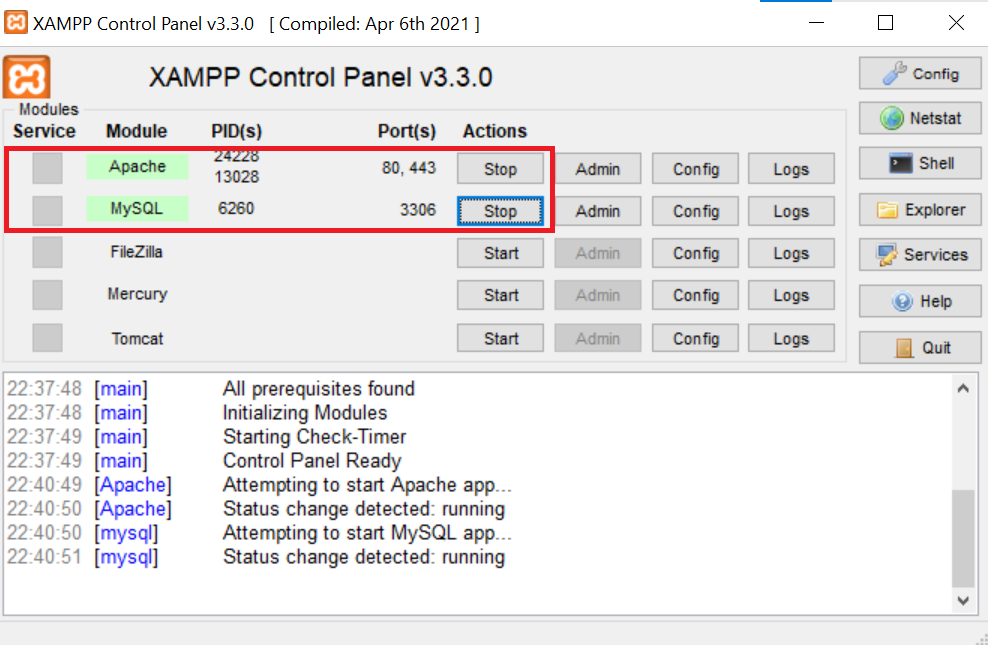 XAMPP Control Panel v3.3.0 [ Compiled: Apr 6th 2021 ]
XAMPP Control Panel v3.3.0
Config
Modules
Service Module PID(s) Port(s) Actions
Netstat
Apache 24228 13028 80, 443 Stop Admin Config Logs
Shell
MySQL 6260 3306 Stop Admin Config Logs
Explorer
FileZilla Start Admin Config Logs
Services
Mercury Start Admin Config Logs
Help
Tomcat Start Admin Config Logs
Quit
22:37:48 [main] All prerequisites found
22:37:48 [main] Initializing Modules
22:37:49 [main] Starting Check-Timer
22:37:49 [main] Control Panel Ready
22:40:49 [Apache] Attempting to start Apache app...
22:40:50 [Apache] Status change detected: running
22:40:50 [mysql] Attempting to start MySQL app...
22:40:51 [mysql] Status change detected: running